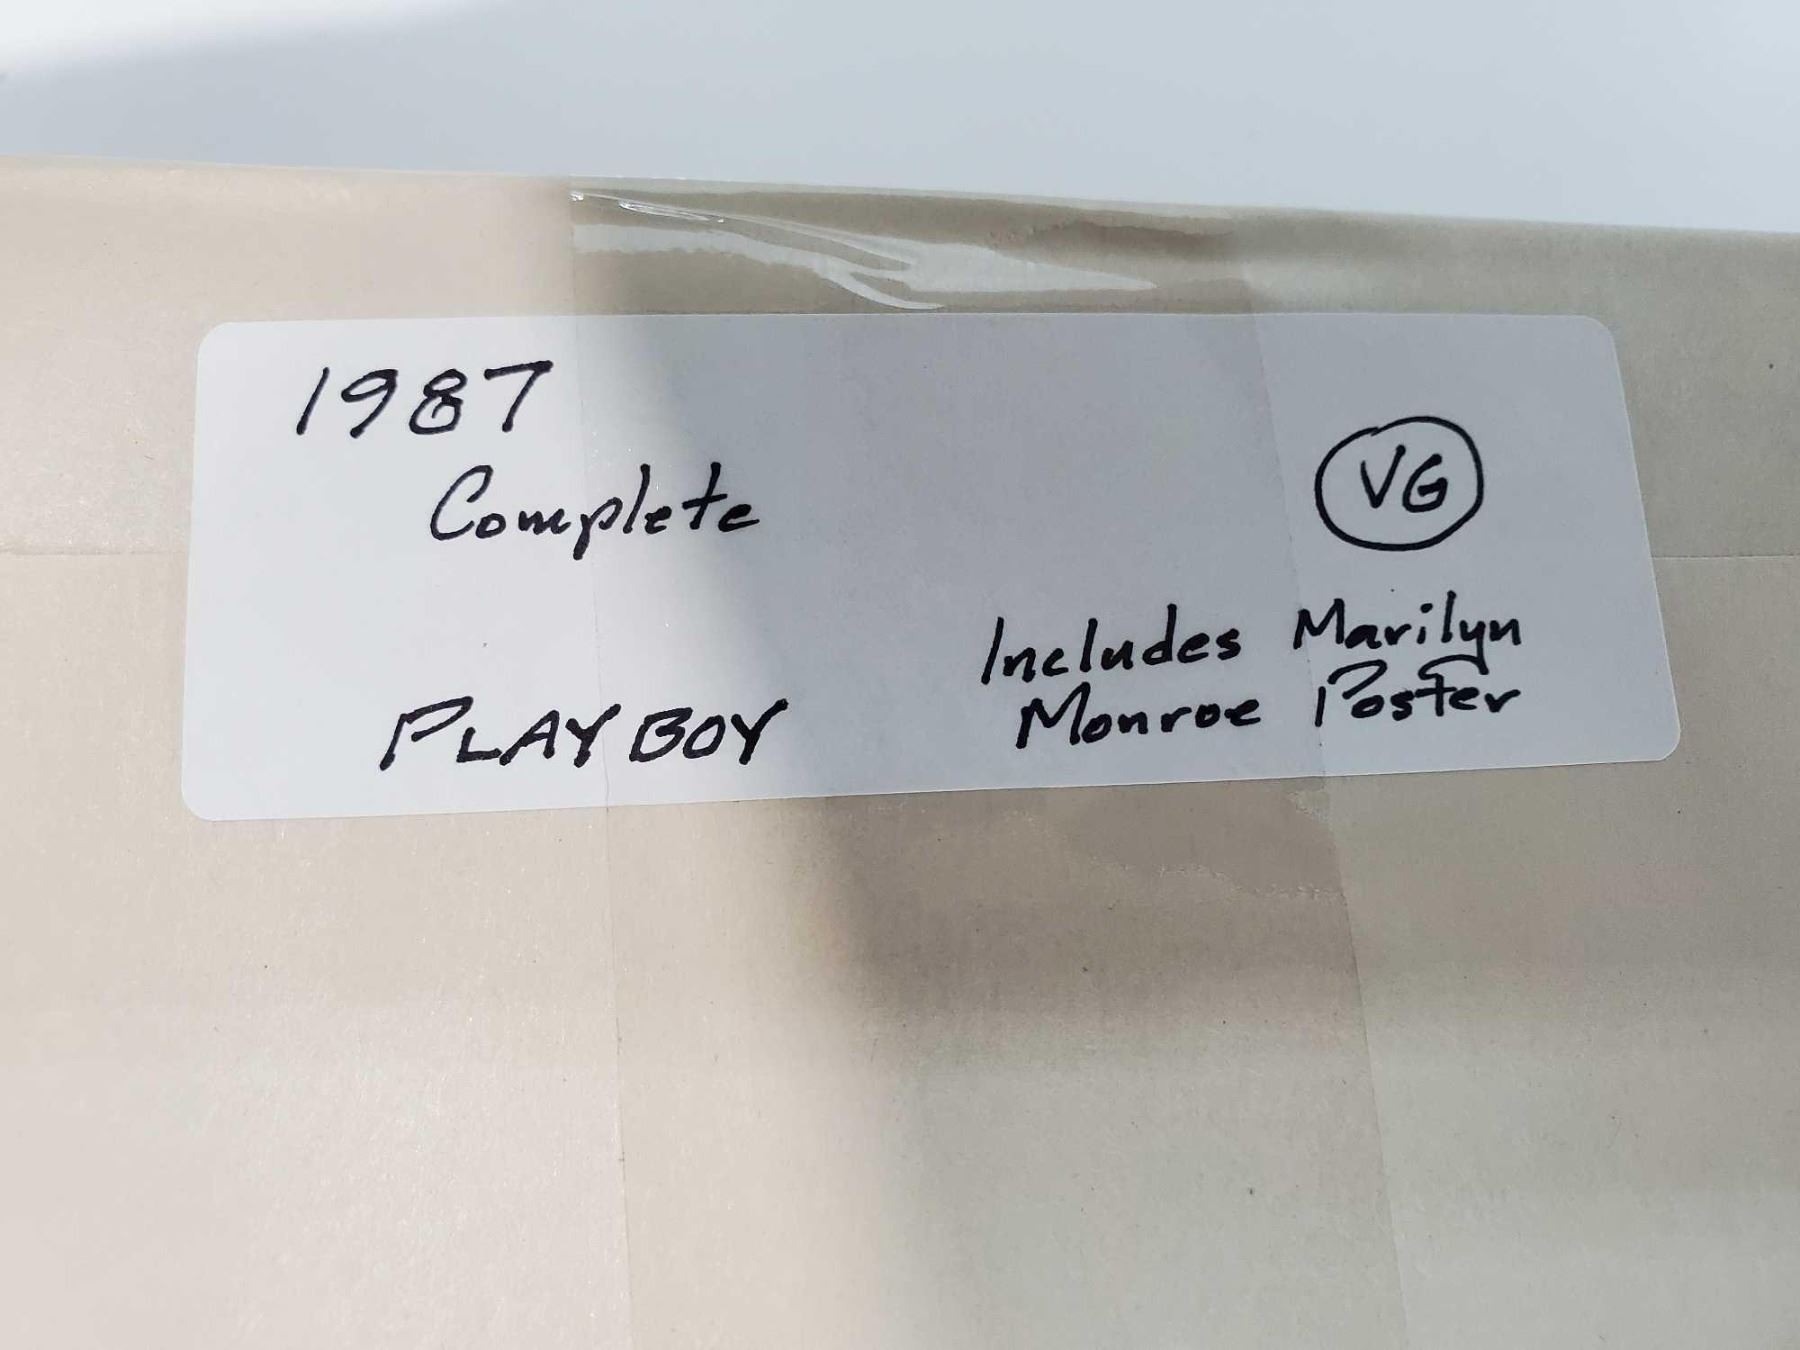 1987
Complete
VG
PLAYBOY
Includes Marilyn
Monroe Poster